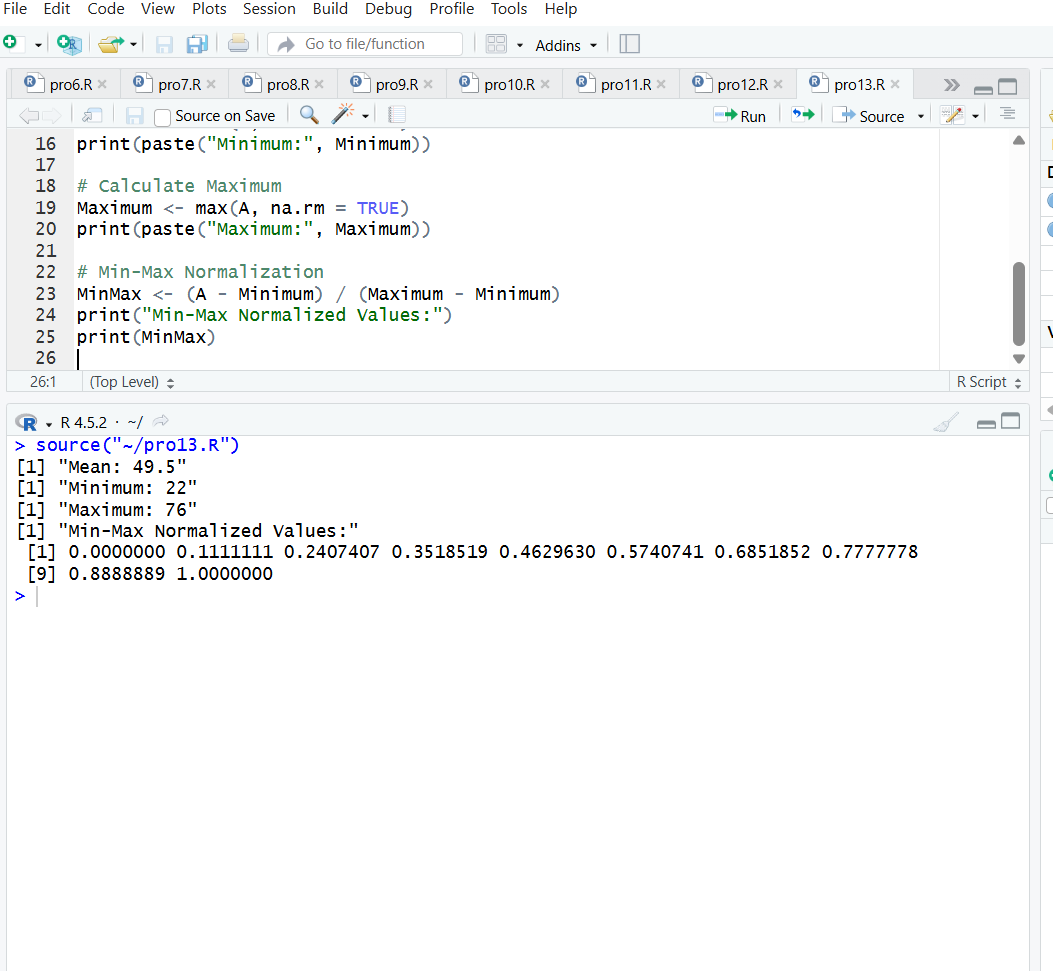 File Edit Code View Plots Session Build Debug Profile Tools Help
Go to file/function Addins
pro6.R pro7.R pro8.R pro9.R pro10.R pro11.R pro12.R pro13.R
Source on Save Run Source
16 print(paste("Minimum:", Minimum))
17
18 # Calculate Maximum
19 Maximum <- max(A, na.rm = TRUE)
20 print(paste("Maximum:", Maximum))
21
22 # Min-Max Normalization
23 MinMax <- (A - Minimum) / (Maximum - Minimum)
24 print("Min-Max Normalized Values:")
25 print(MinMax)
26
26:1 (Top Level) R Script
R 4.5.2 · ~/
> source("~/pro13.R")
[1] "Mean: 49.5"
[1] "Minimum: 22"
[1] "Maximum: 76"
[1] "Min-Max Normalized Values:"
[1] 0.0000000 0.1111111 0.2407407 0.3518519 0.4629630 0.5740741 0.6851852 0.7777778
[9] 0.8888889 1.0000000
>